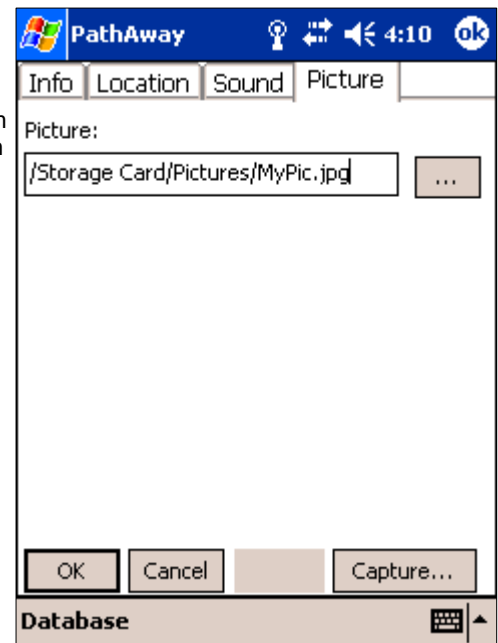 PathAway 4:10 ok
Info Location Sound Picture
Picture:
/Storage Card/Pictures/MyPic.jpg ...
OK Cancel Capture...
Database